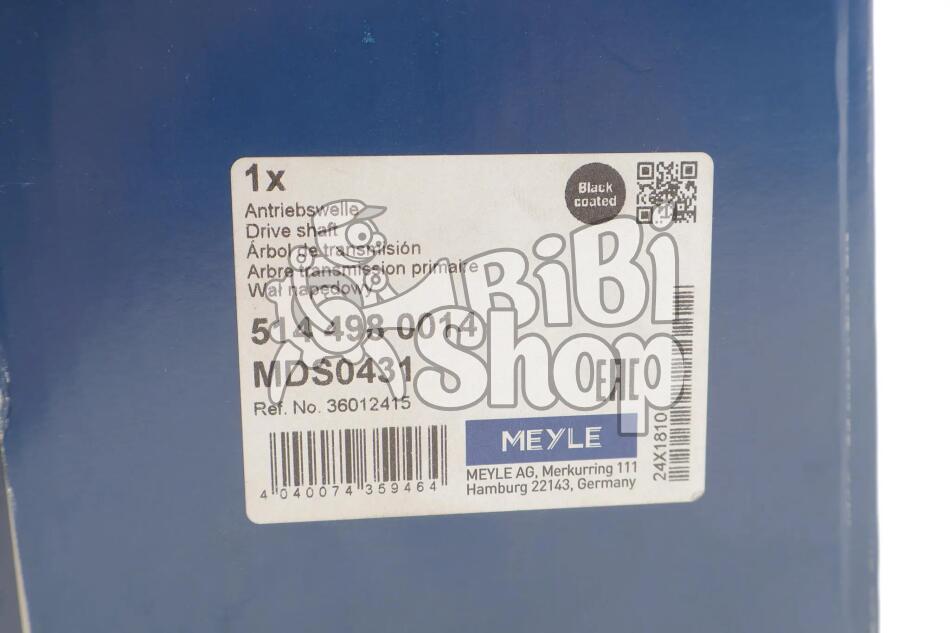 1x
Black
coated
Antriebswelle
Drive shaft
Árbol de transmisión
Arbre transmission primaire
Wał napędowy
514 498 0014
MDS0431
Ref. No. 36012415
BiBi
Shop
EAC
4 040074 359464
MEYLE
MEYLE AG, Merkurring 111
Hamburg 22143, Germany
24X1810